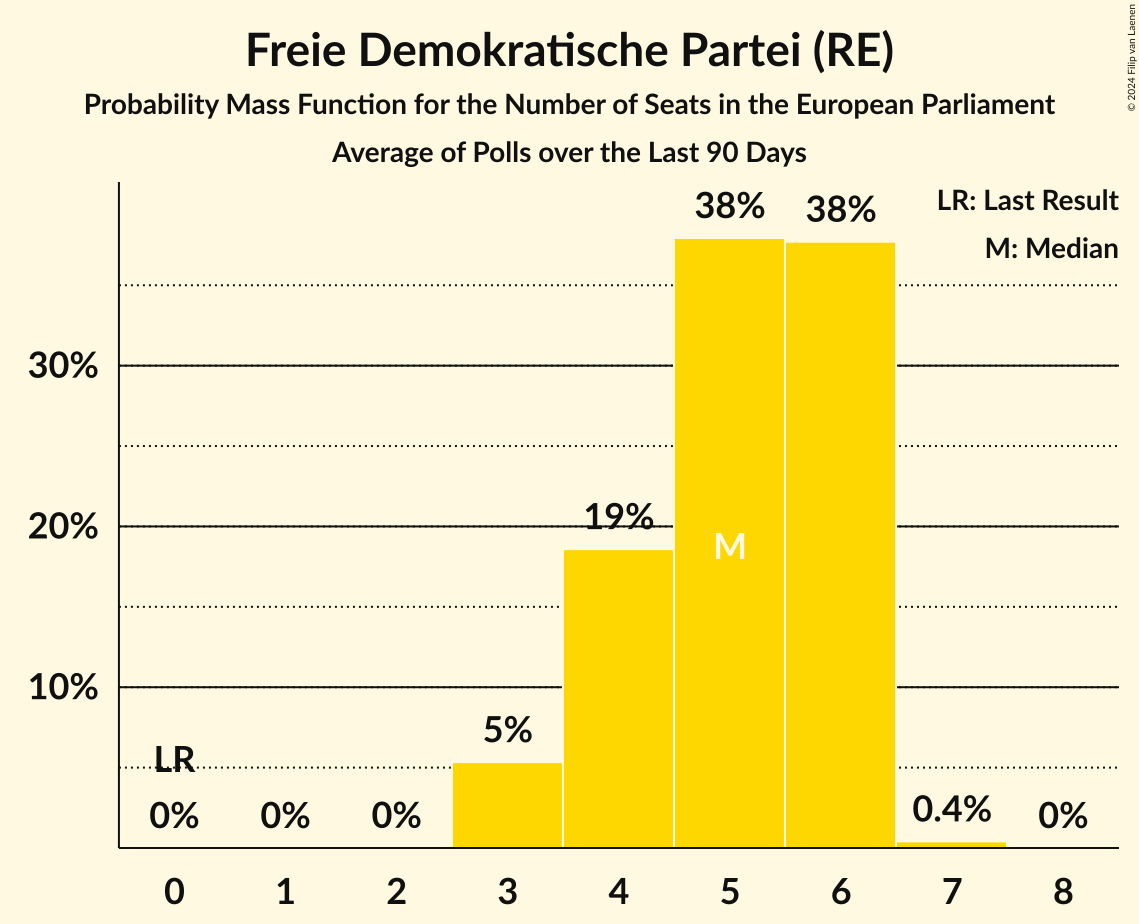 Freie Demokratische Partei (RE)
Probability Mass Function for the Number of Seats in the European Parliament
Average of Polls over the Last 90 Days
© 2024 Filip van Laenen
LR: Last Result
M: Median
38%
38%
30%
20%
19%
M
10%
5%
LR
0%
0%
0%
0.4%
0%
0 1 2 3 4 5 6 7 8